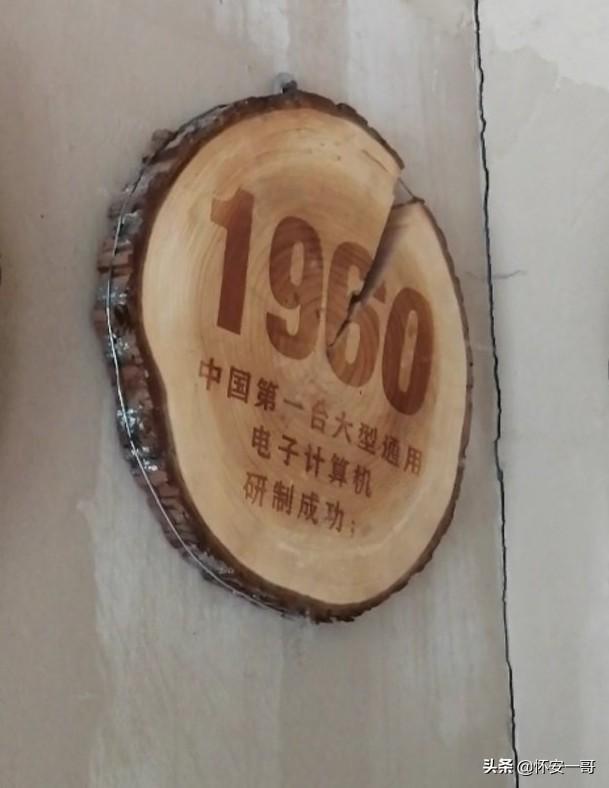 1960
中国第一台大型通用
电子计算机
研制成功；
头条 @怀安一哥